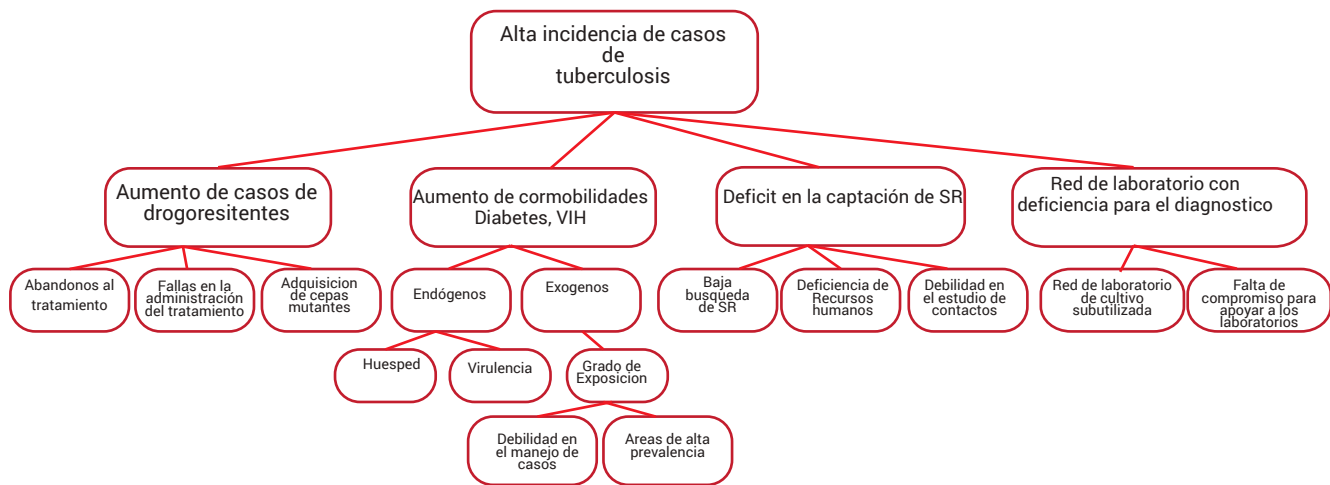 Alta incidencia de casos
de
tuberculosis
Aumento de casos de
drogoresitentes
Aumento de cormobilidades
Diabetes, VIH
Deficit en la captación de SR
Red de laboratorio con
deficiencia para el diagnostico
Abandonos al
tratamiento
Fallas en la
administración
del tratamiento
Adquisicion
de cepas
mutantes
Endógenos
Exogenos
Baja
busqueda
de SR
Deficiencia de
Recursos
humanos
Debilidad en
el estudio de
contactos
Red de laboratorio
de cultivo
subutilizada
Falta de
compromiso para
apoyar a los
laboratorios
Huesped
Virulencia
Grado de
Exposicion
Debilidad en
el manejo de
casos
Areas de alta
prevalencia